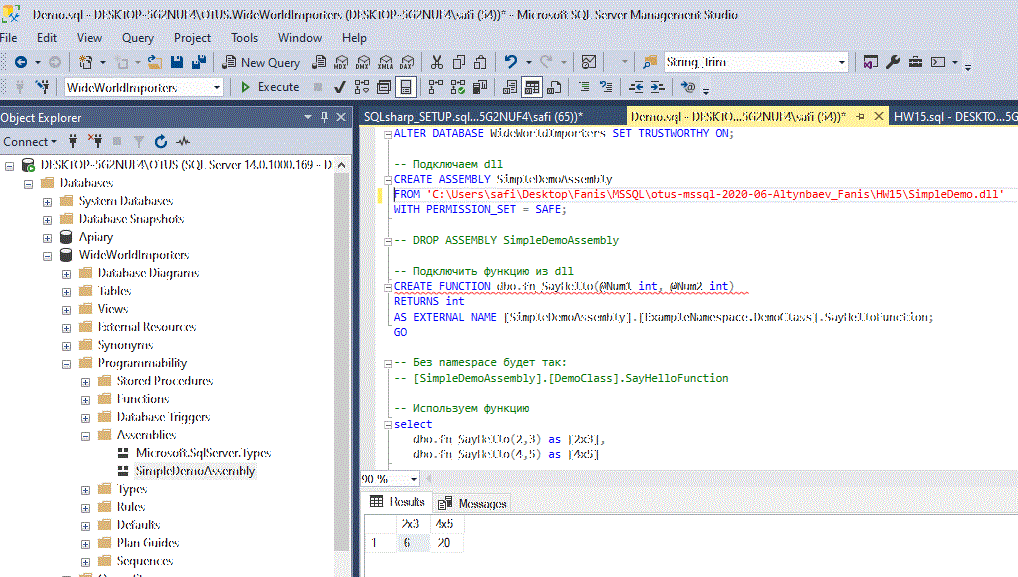 Demo.sql - DESKTOP-5G2NUF4\OTUS.WideWorldImporters (DESKTOP-5G2NUF4\safi (54))* - Microsoft SQL Server Management Studio
File Edit View Query Project Tools Window Help
New Query MDX DMX XMLA DAX String_Trim
WideWorldImporters Execute
Object Explorer
SQLsharp_SETUP.sql...5G2NUF4\safi (65))* Demo.sql - DESKTO...5G2NUF4\safi (54))* HW15.sql - DESKTO...5G
Connect
DESKTOP-5G2NUF4\OTUS (SQL Server 14.0.1000.169 - D
Databases
System Databases
Database Snapshots
Apiary
WideWorldImporters
Database Diagrams
Tables
Views
External Resources
Synonyms
Programmability
Stored Procedures
Functions
Database Triggers
Assemblies
Microsoft.SqlServer.Types
SimpleDemoAssembly
Types
Rules
Defaults
Plan Guides
Sequences
ALTER DATABASE WideWorldImporters SET TRUSTWORTHY ON;
-- Подключаем dll
CREATE ASSEMBLY SimpleDemoAssembly
FROM 'C:\Users\safi\Desktop\Fanis\MSSQL\otus-mssql-2020-06-Altynbaev_Fanis\HW15\SimpleDemo.dll'
WITH PERMISSION_SET = SAFE;
-- DROP ASSEMBLY SimpleDemoAssembly
-- Подключить функцию из dll
CREATE FUNCTION dbo.fn_SayHello(@Num1 int, @Num2 int)
RETURNS int
AS EXTERNAL NAME [SimpleDemoAssembly].[ExampleNamespace.DemoClass].SayHelloFunction;
GO
-- Без namespace будет так:
-- [SimpleDemoAssembly].[DemoClass].SayHelloFunction
-- Используем функцию
select
dbo.fn_SayHello(2,3) as [2x3],
dbo.fn_SayHello(4,5) as [4x5]
90 %
Results Messages
2x3 4x5
1 6 20